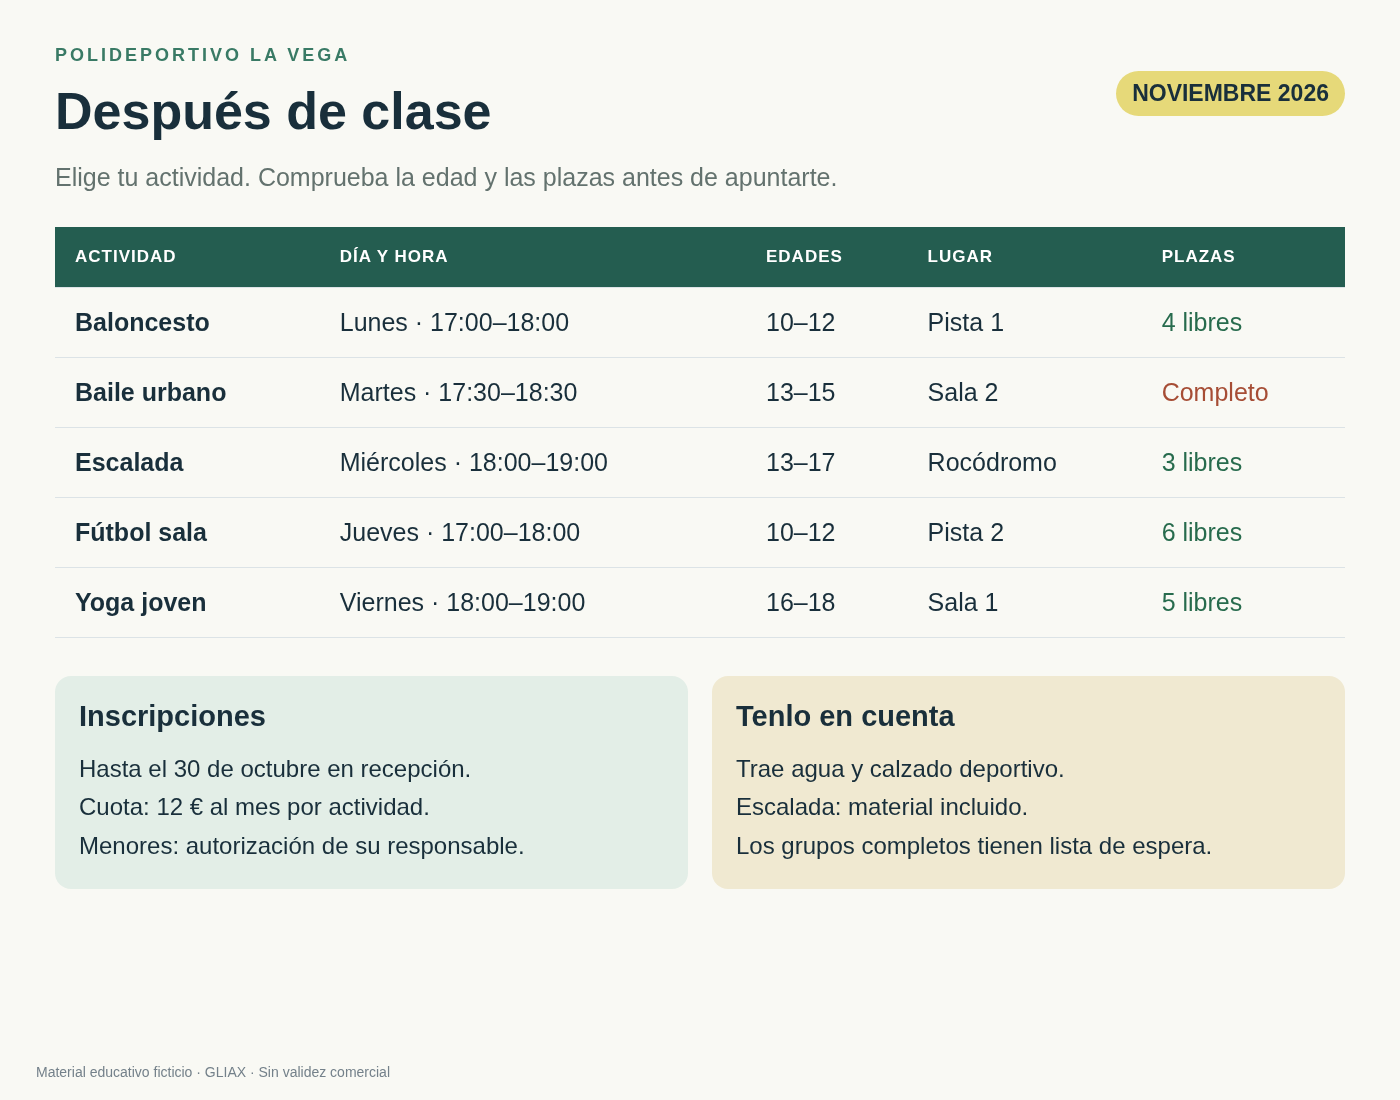 POLIDEPORTIVO LA VEGA
Después de clase
NOVIEMBRE 2026
Elige tu actividad. Comprueba la edad y las plazas antes de apuntarte.
ACTIVIDAD DÍA Y HORA EDADES LUGAR PLAZAS
Baloncesto Lunes · 17:00–18:00 10–12 Pista 1 4 libres
Baile urbano Martes · 17:30–18:30 13–15 Sala 2 Completo
Escalada Miércoles · 18:00–19:00 13–17 Rocódromo 3 libres
Fútbol sala Jueves · 17:00–18:00 10–12 Pista 2 6 libres
Yoga joven Viernes · 18:00–19:00 16–18 Sala 1 5 libres
Inscripciones
Hasta el 30 de octubre en recepción.
Cuota: 12 € al mes por actividad.
Menores: autorización de su responsable.
Tenlo en cuenta
Trae agua y calzado deportivo.
Escalada: material incluido.
Los grupos completos tienen lista de espera.
Material educativo ficticio · GLIAX · Sin validez comercial